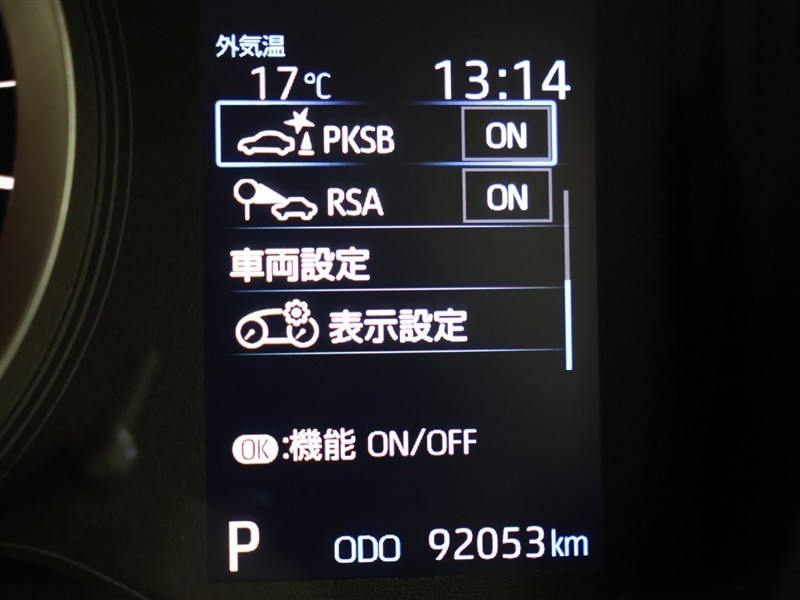 外気温
17℃ 13:14
PKSB ON
RSA ON
車両設定
表示設定
OK:機能 ON/OFF
P ODO 92053km